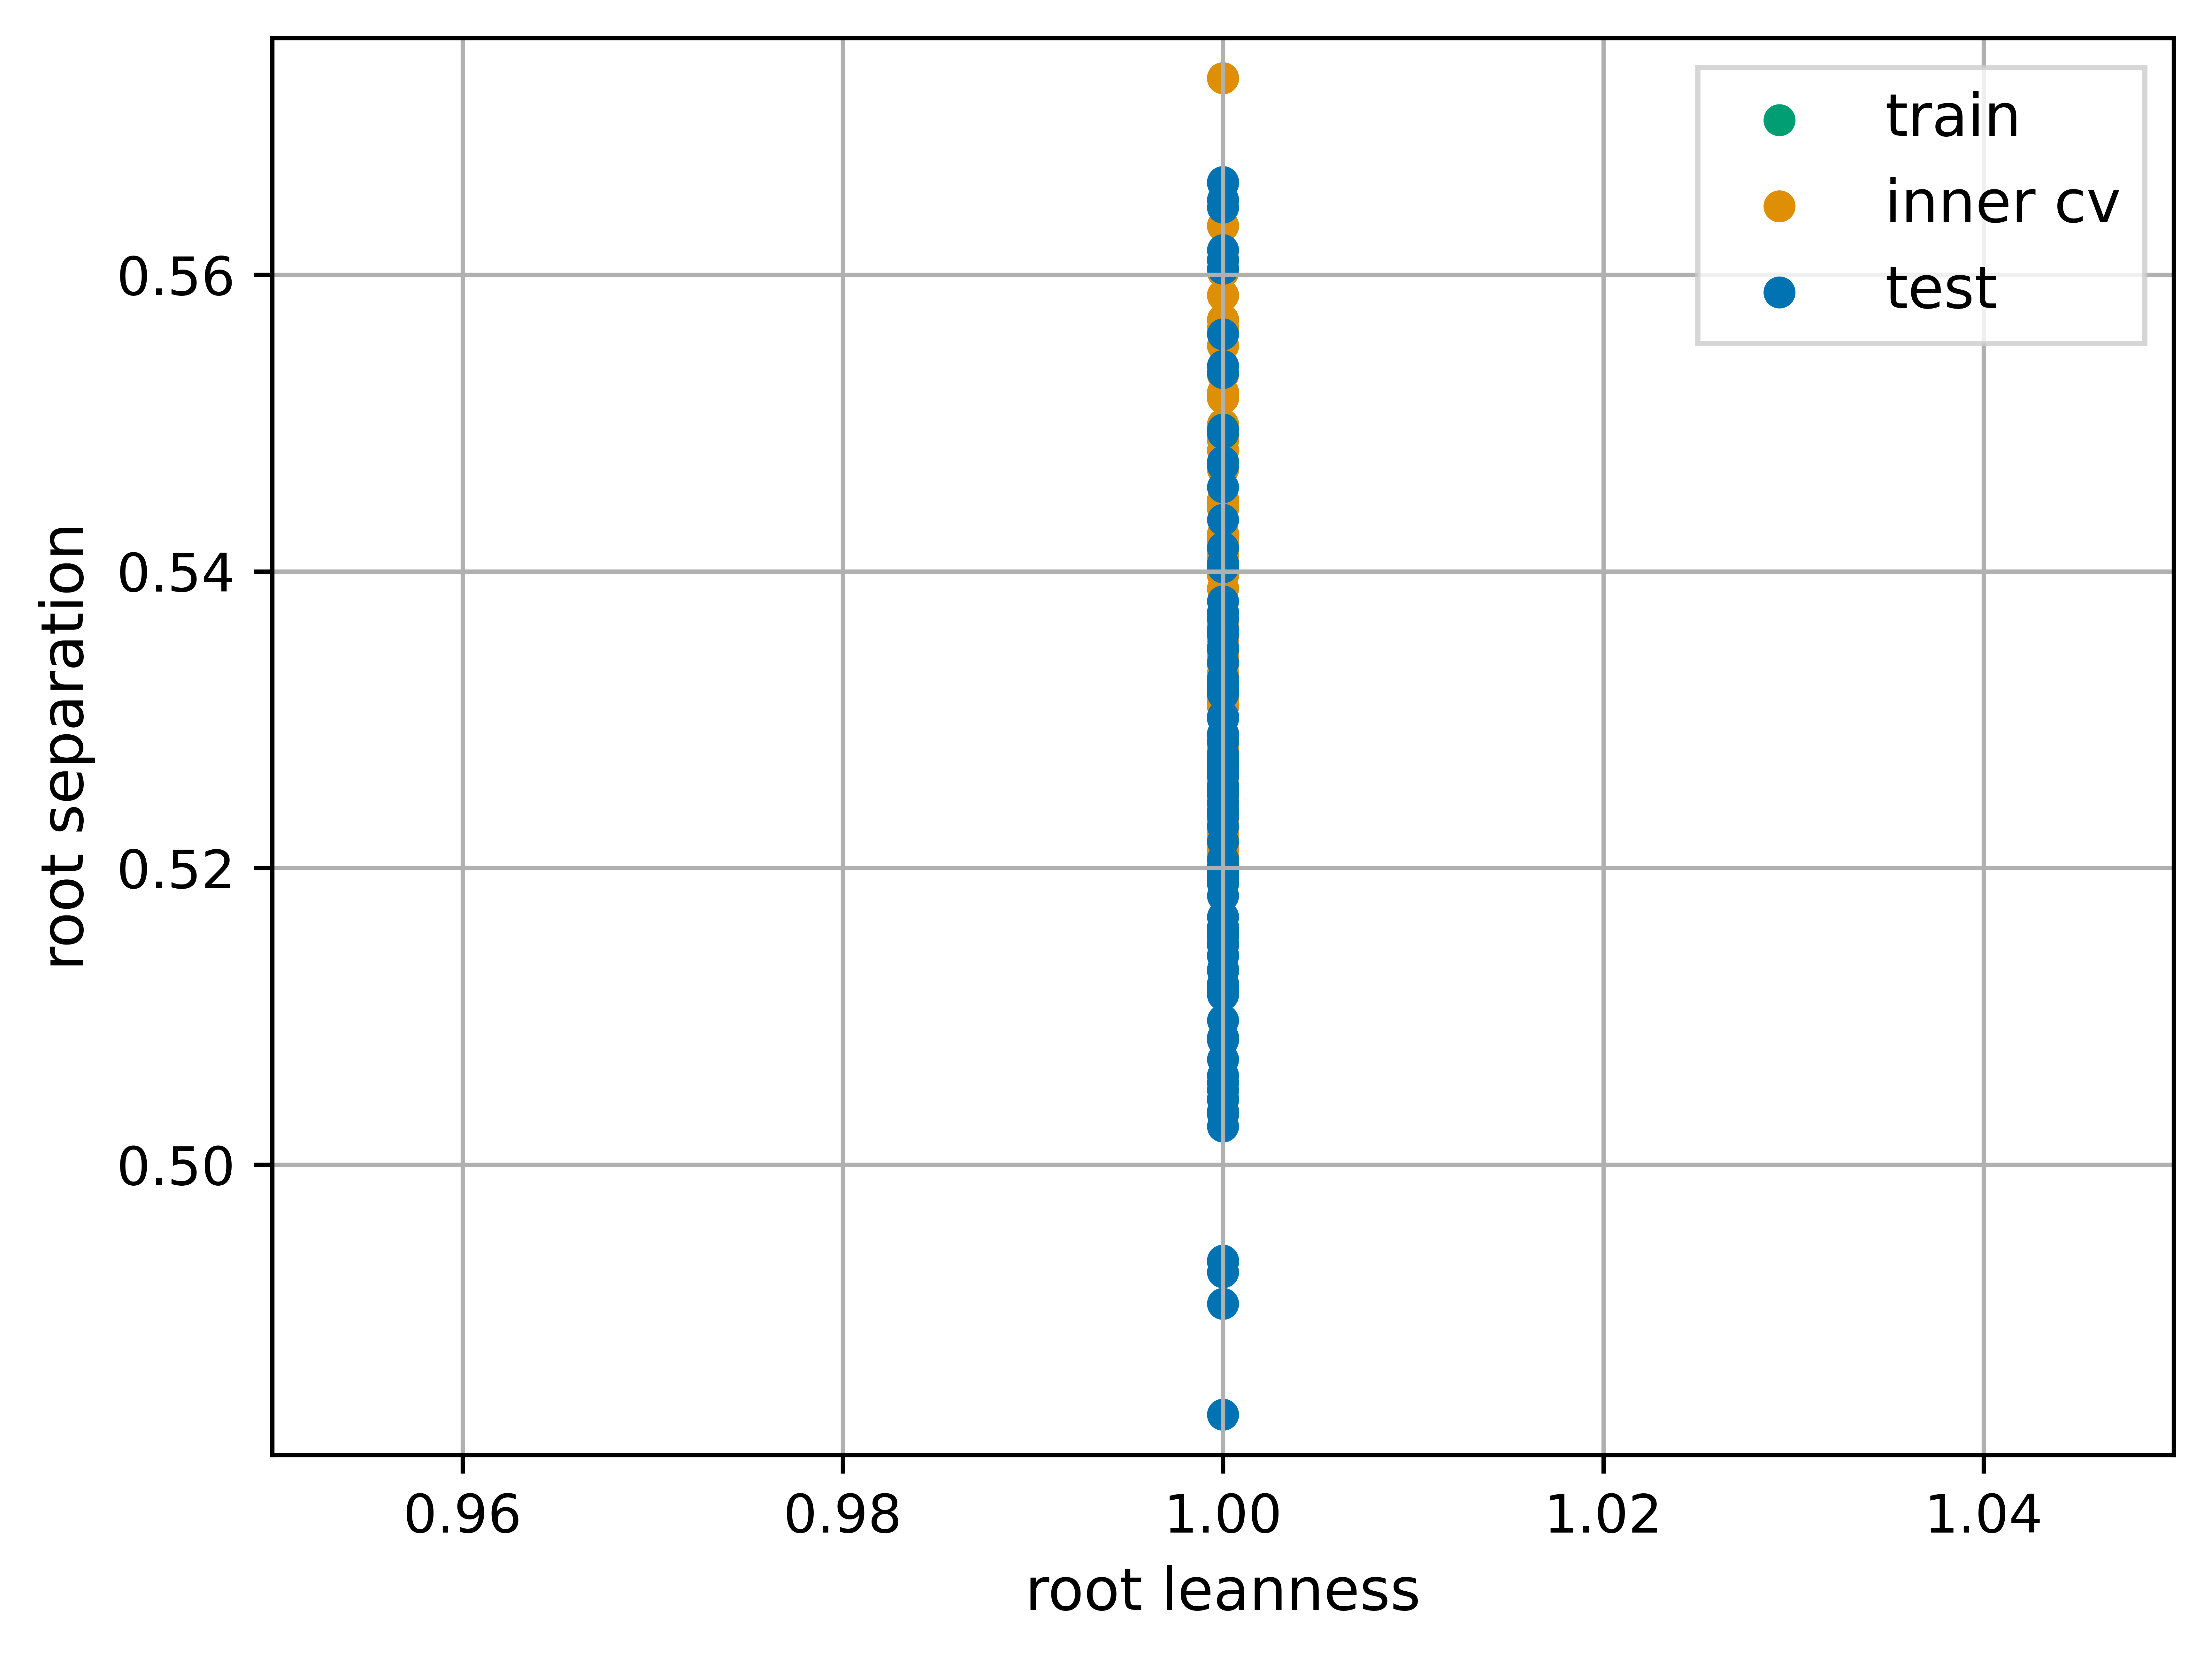 train
inner cv
test
0.56
0.54
0.52
0.50
root separation
0.96 0.98 1.00 1.02 1.04
root leanness